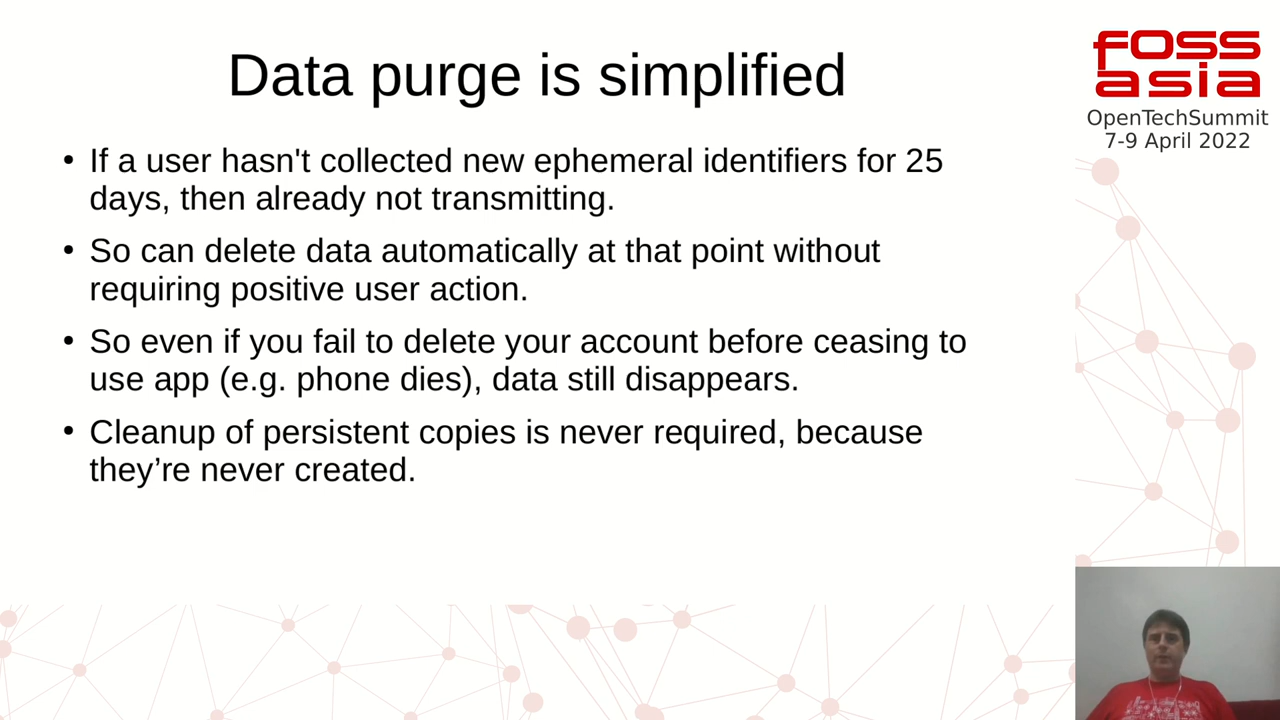 Data purge is simplified
If a user hasn't collected new ephemeral identifiers for 25
days, then already not transmitting.
So can delete data automatically at that point without
requiring positive user action.
So even if you fail to delete your account before ceasing to
use app (e.g. phone dies), data still disappears.
Cleanup of persistent copies is never required, because
they’re never created.
foss
asia
OpenTechSummit
7-9 April 2022